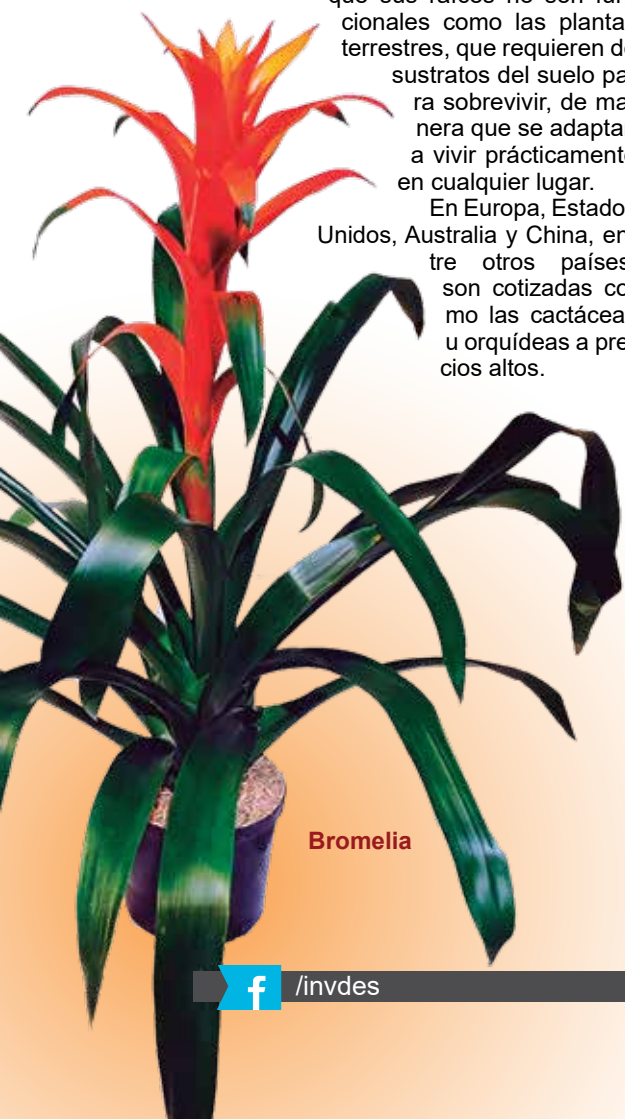 cionales como las planta
terrestres, que requieren d
sustratos del suelo pa
ra sobrevivir, de ma
nera que se adapta
a vivir prácticamente
en cualquier lugar.
En Europa, Estado
Unidos, Australia y China, en
tre otros países
son cotizadas co
mo las cactácea
u orquídeas a pre
cios altos.
Bromelia
f /invdes